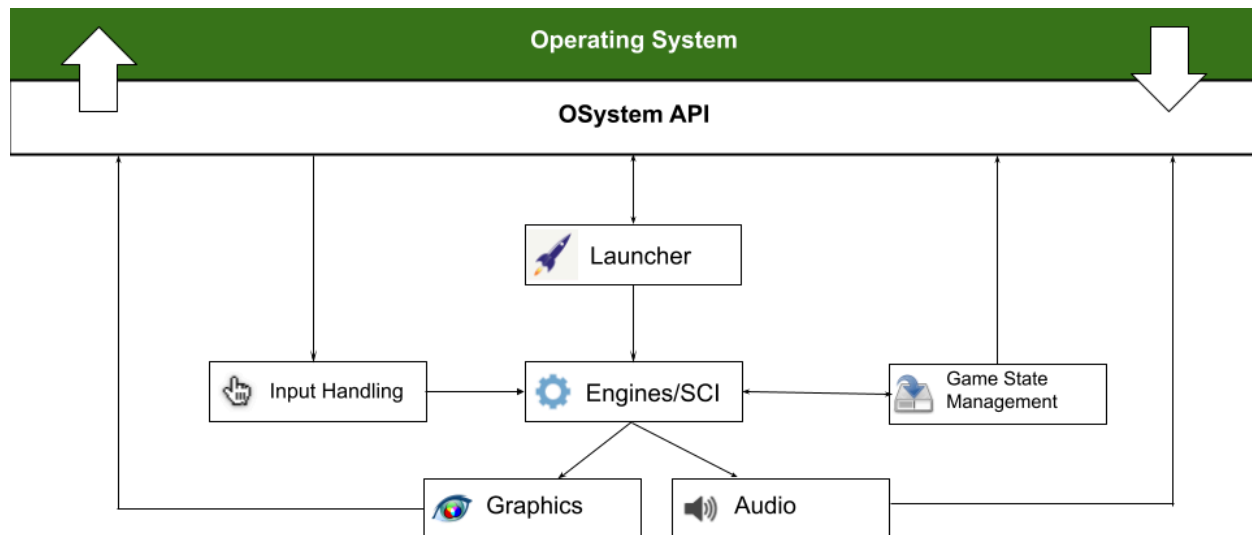 Operating System
OSystem API
Launcher
Input Handling
Engines/SCI
Game State
Management
Graphics
Audio